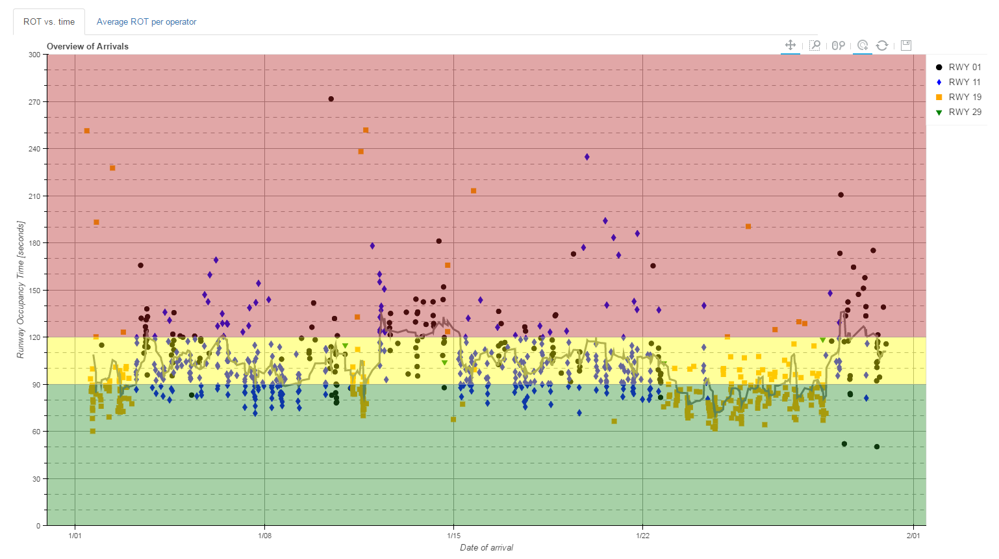 ROT vs. time
Average ROT per operator
Overview of Arrivals
300
270
240
210
180
150
120
90
60
30
0
Runway Occupancy Time [seconds]
1/01
1/08
1/15
1/22
2/01
Date of arrival
RWY 01
RWY 11
RWY 19
RWY 29